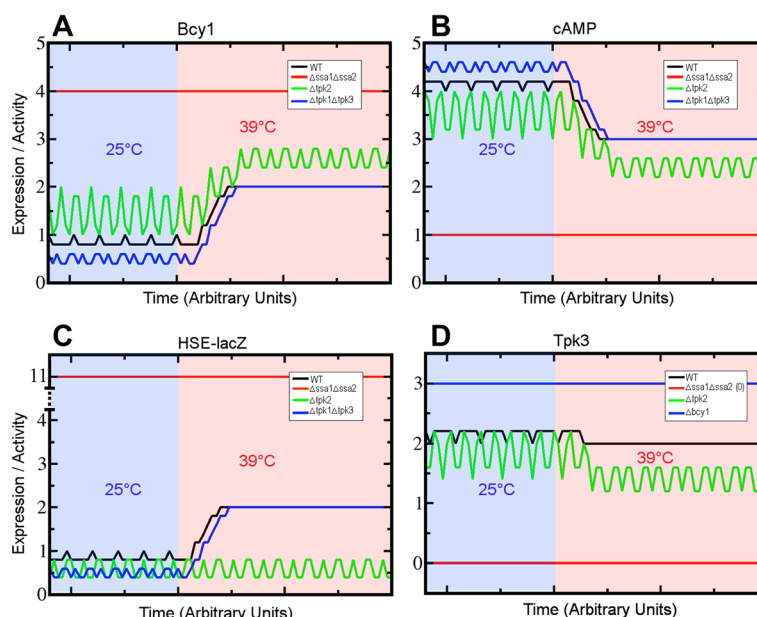 A
Bcy1
5
4
3
2
1
0
Expression / Activity
WT
Δssa1Δssa2
Δtpk2
Δtpk1Δtpk3
25°C
39°C
Time (Arbitrary Units)
B
cAMP
5
4
3
2
1
0
WT
Δssa1Δssa2
Δtpk2
Δtpk1Δtpk3
25°C
39°C
Time (Arbitrary Units)
C
HSE-lacZ
11
4
3
2
1
0
Expression / Activity
WT
Δssa1Δssa2
Δtpk2
Δtpk1Δtpk3
25°C
39°C
Time (Arbitrary Units)
D
Tpk3
3
2
1
0
WT
Δssa1Δssa2 (0)
Δtpk2
Δbcy1
25°C
39°C
Time (Arbitrary Units)